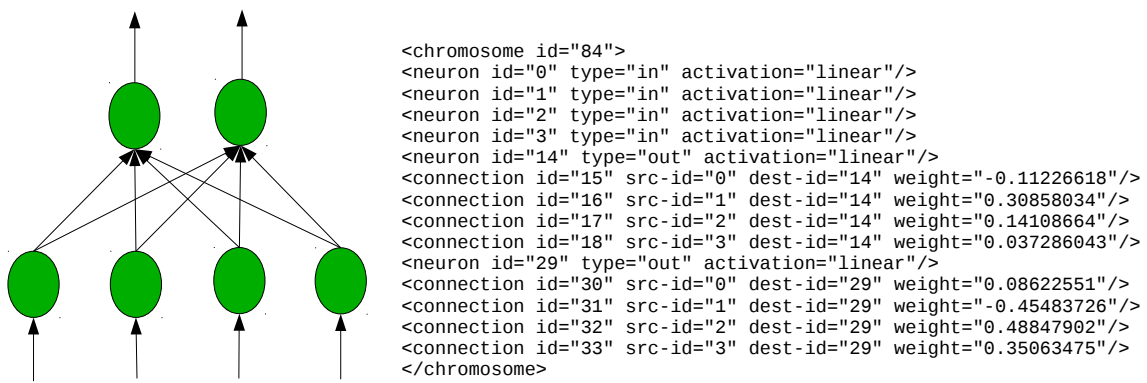 <chromosome id="84">
<neuron id="0" type="in" activation="linear"/>
<neuron id="1" type="in" activation="linear"/>
<neuron id="2" type="in" activation="linear"/>
<neuron id="3" type="in" activation="linear"/>
<neuron id="14" type="out" activation="linear"/>
<connection id="15" src-id="0" dest-id="14" weight="-0.11226618"/>
<connection id="16" src-id="1" dest-id="14" weight="0.30858034"/>
<connection id="17" src-id="2" dest-id="14" weight="0.14108664"/>
<connection id="18" src-id="3" dest-id="14" weight="0.037286043"/>
<neuron id="29" type="out" activation="linear"/>
<connection id="30" src-id="0" dest-id="29" weight="0.08622551"/>
<connection id="31" src-id="1" dest-id="29" weight="-0.45483726"/>
<connection id="32" src-id="2" dest-id="29" weight="0.48847902"/>
<connection id="33" src-id="3" dest-id="29" weight="0.35063475"/>
</chromosome>